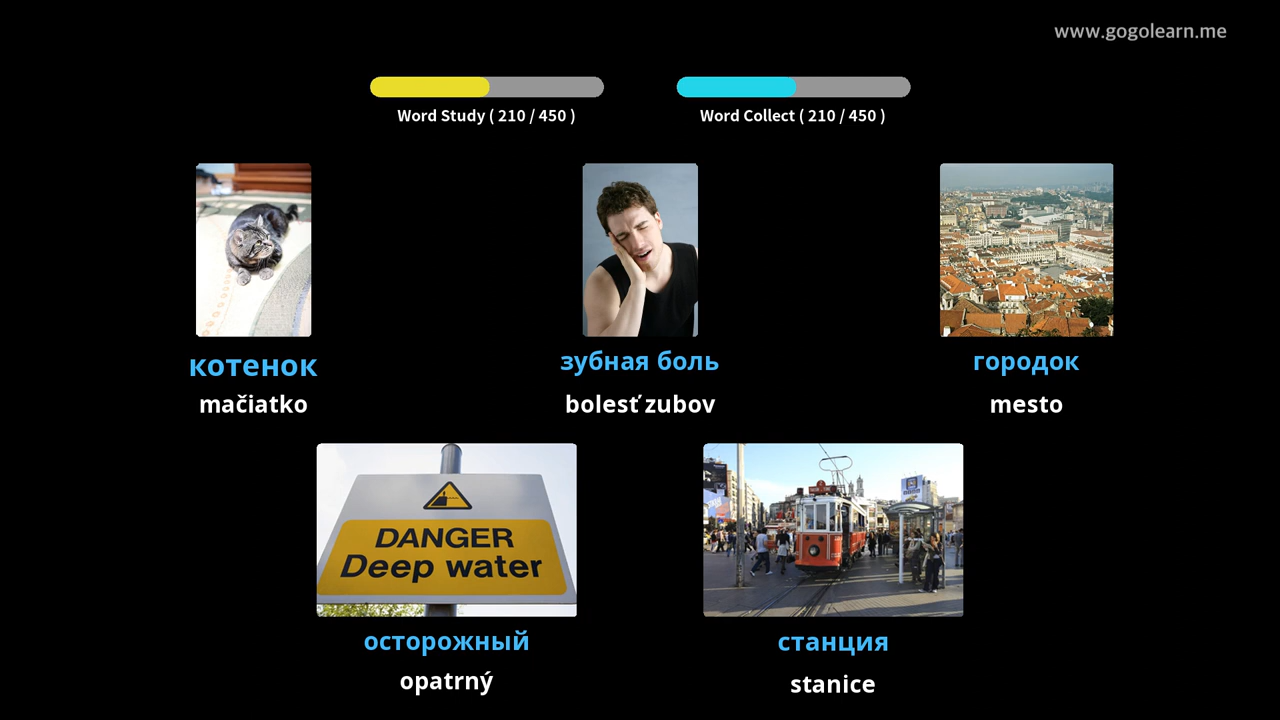 www.gogolearn.me
Word Study ( 210 / 450 )
Word Collect ( 210 / 450 )
котенок
mačiatko
зубная боль
bolesť zubov
городок
mesto
DANGER
Deep water
осторожный
opatrný
станция
stanice